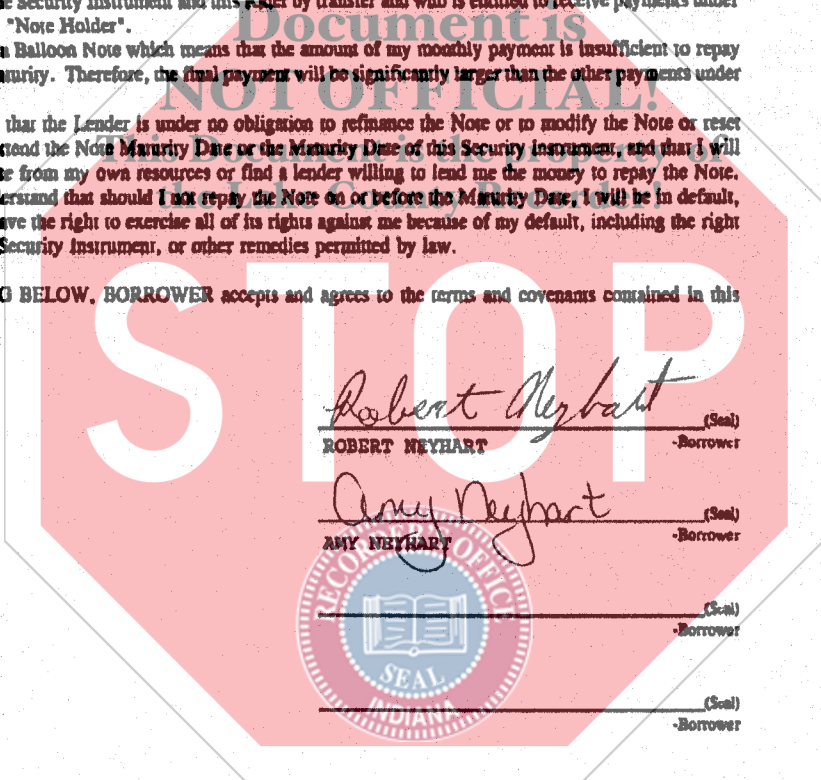 Security Instrument and this Rider by transfer and who is entitled to receive payments under
"Note Holder".
Balloon Note which means that the amount of my monthly payment is insufficient to repay
Therefore, the final payment will be significantly larger than the other payments under
that the Lender is under no obligation to refinance the Note or to modify the Note or reset
the Note Maturity Date or the Maturity Date of this Security Instrument, and that I will
from my own resources or find a lender willing to lend me the money to repay the Note.
that should I not repay the Note on or before the Maturity Date, I will be in default,
the right to exercise all of its rights against me because of my default, including the right
Security Instrument, or other remedies permitted by law.
BELOW, BORROWER accepts and agrees to the terms and covenants contained in this
Document is
NOT OFFICIAL!
This Document is the property of
the Lake County Recorder!
STOP
Robert Neyhart
(Seal)
ROBERT NEYHART
-Borrower
Amy Neyhart
(Seal)
AMY NEYHART
-Borrower
(Seal)
-Borrower
(Seal)
-Borrower
RECORDER'S OFFICE
SEAL
INDIANA